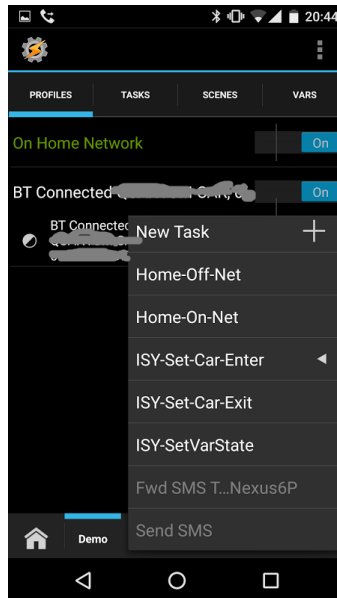 20:44
PROFILES TASKS SCENES VARS
On Home Network On
BT Connected CAR, On
BT Connected
New Task
Home-Off-Net
Home-On-Net
ISY-Set-Car-Enter
ISY-Set-Car-Exit
ISY-SetVarState
Fwd SMS T...Nexus6P
Send SMS
Demo